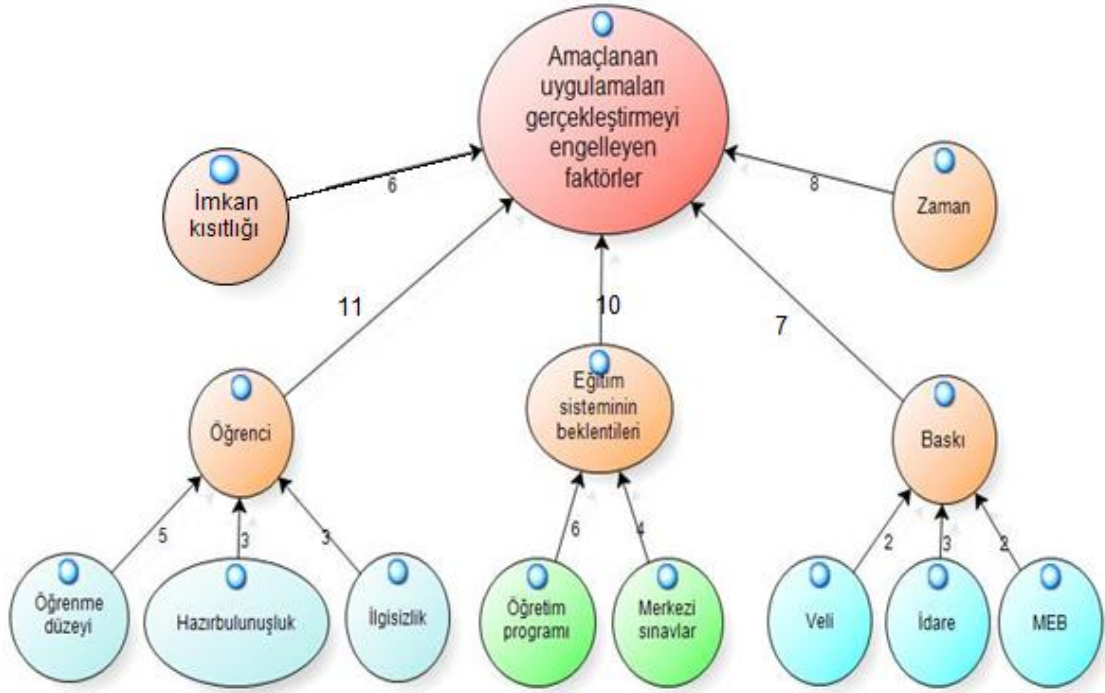 Amaçlanan
uygulamaları
gerçekleştirmeyi
engelleyen
faktörler
İmkan
kısıtlığı
6
8
Zaman
11
10
7
Öğrenci
Eğitim
sisteminin
beklentileri
Baskı
5
3
3
6
4
2
3
2
Öğrenme
düzeyi
Hazırbulunuşluk
İlgisizlik
Öğretim
programı
Merkezi
sınavlar
Veli
İdare
MEB